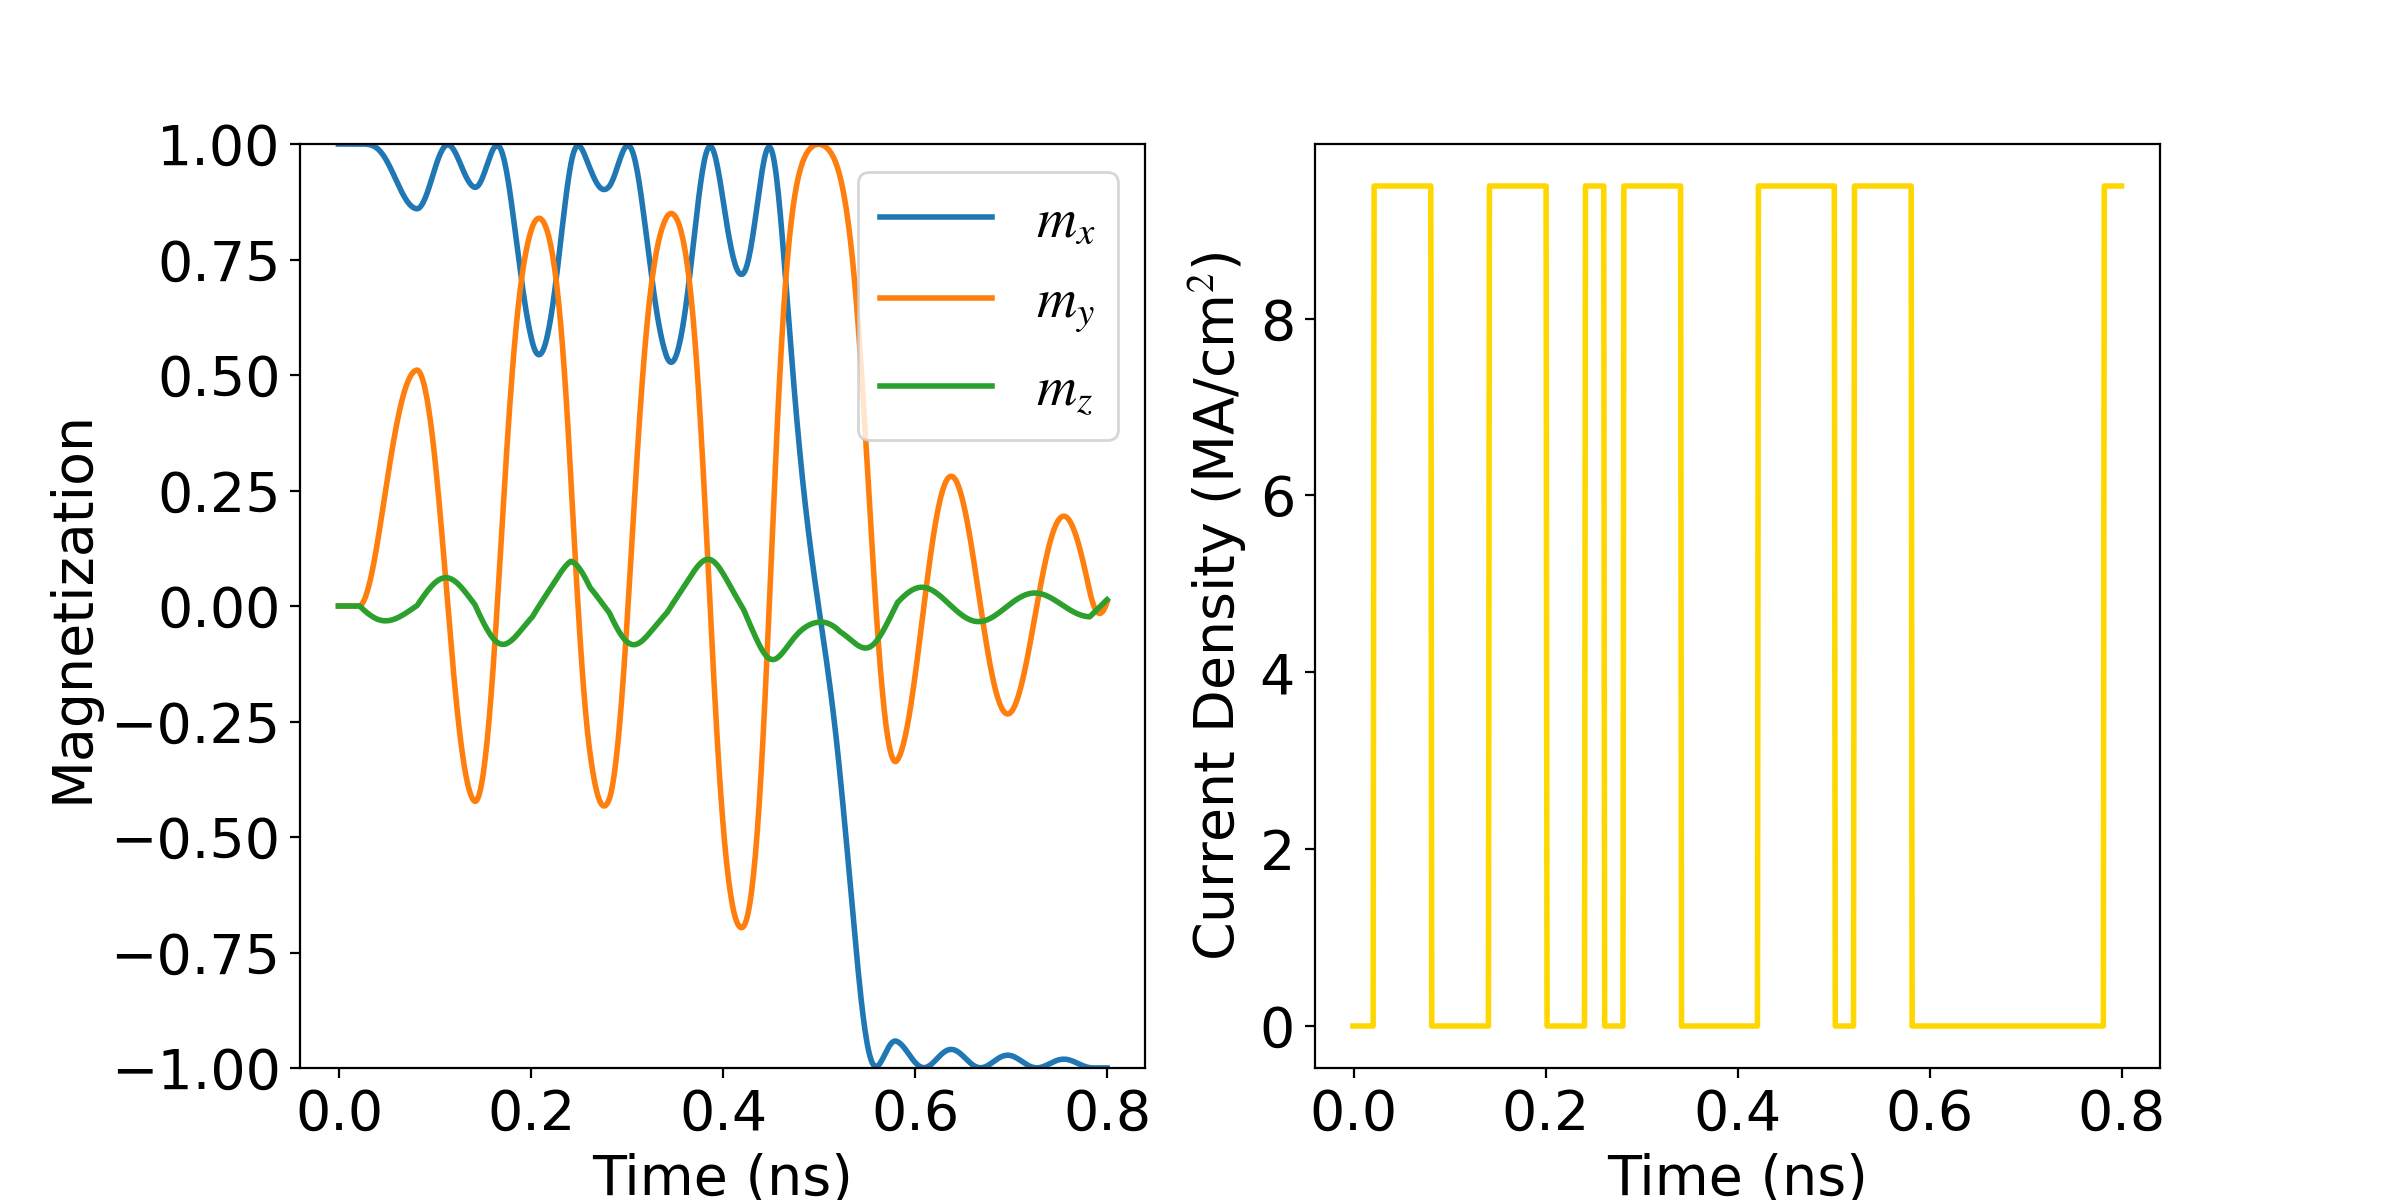 1.00
0.75
0.50
0.25
0.00
−0.25
−0.50
−0.75
−1.00
Magnetization
0.0 0.2 0.4 0.6 0.8
Time (ns)
mₓ
m_y
m_z
8
6
4
2
0
Current Density (MA/cm²)
0.0 0.2 0.4 0.6 0.8
Time (ns)